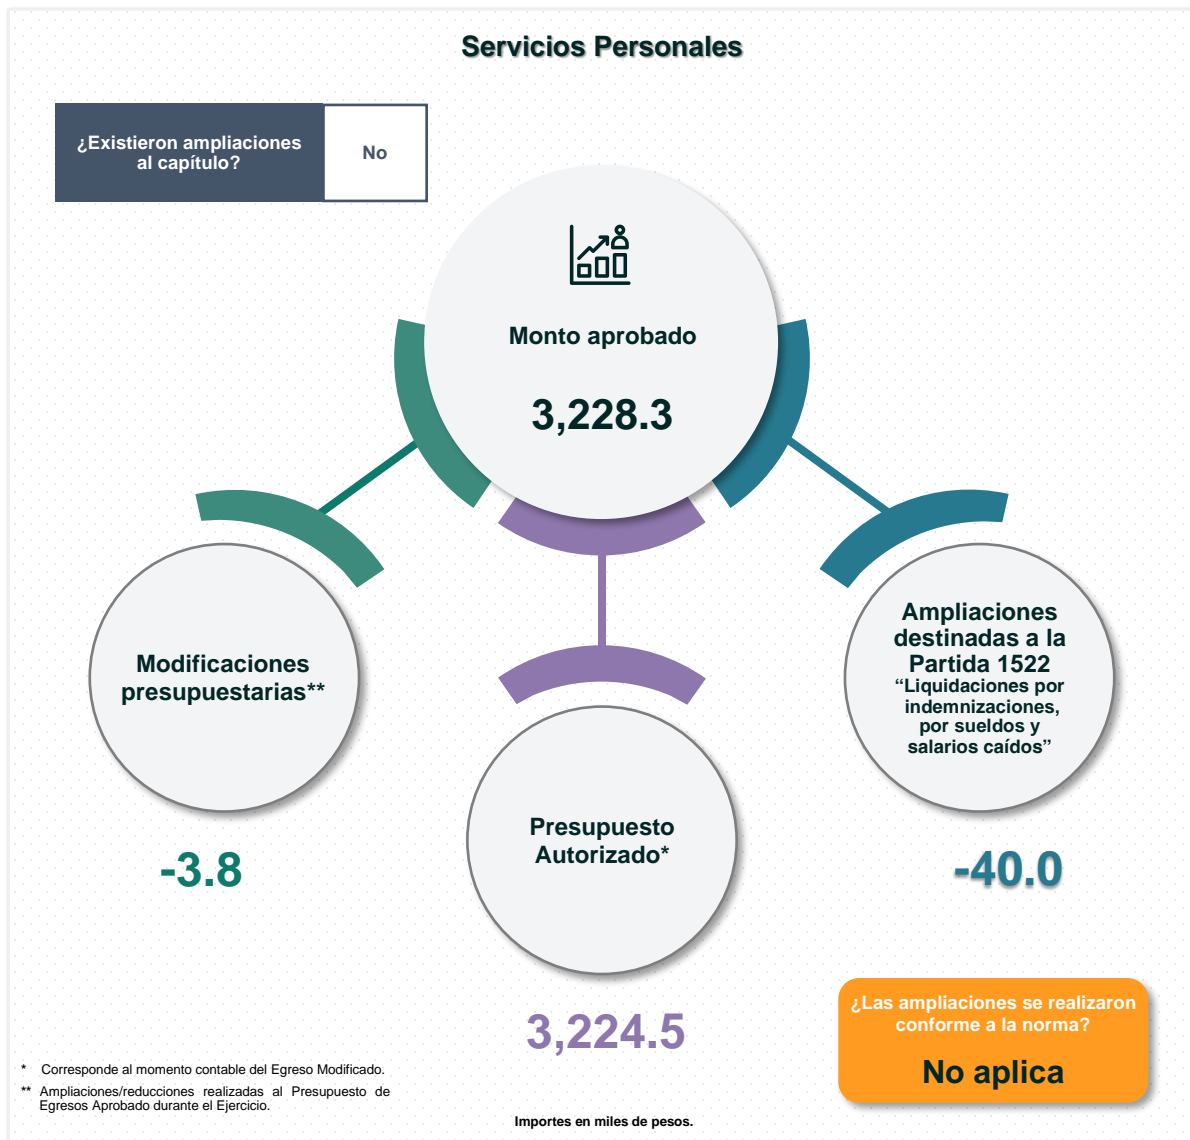 Servicios Personales
¿Existieron ampliaciones
al capítulo?
No
Monto aprobado
3,228.3
Modificaciones
presupuestarias**
-3.8
Presupuesto
Autorizado*
3,224.5
Ampliaciones
destinadas a la
Partida 1522
“Liquidaciones por
indemnizaciones,
por sueldos y
salarios caídos”
-40.0
¿Las ampliaciones se realizaron
conforme a la norma?
No aplica
* Corresponde al momento contable del Egreso Modificado.
** Ampliaciones/reducciones realizadas al Presupuesto de
Egresos Aprobado durante el Ejercicio.
Importes en miles de pesos.